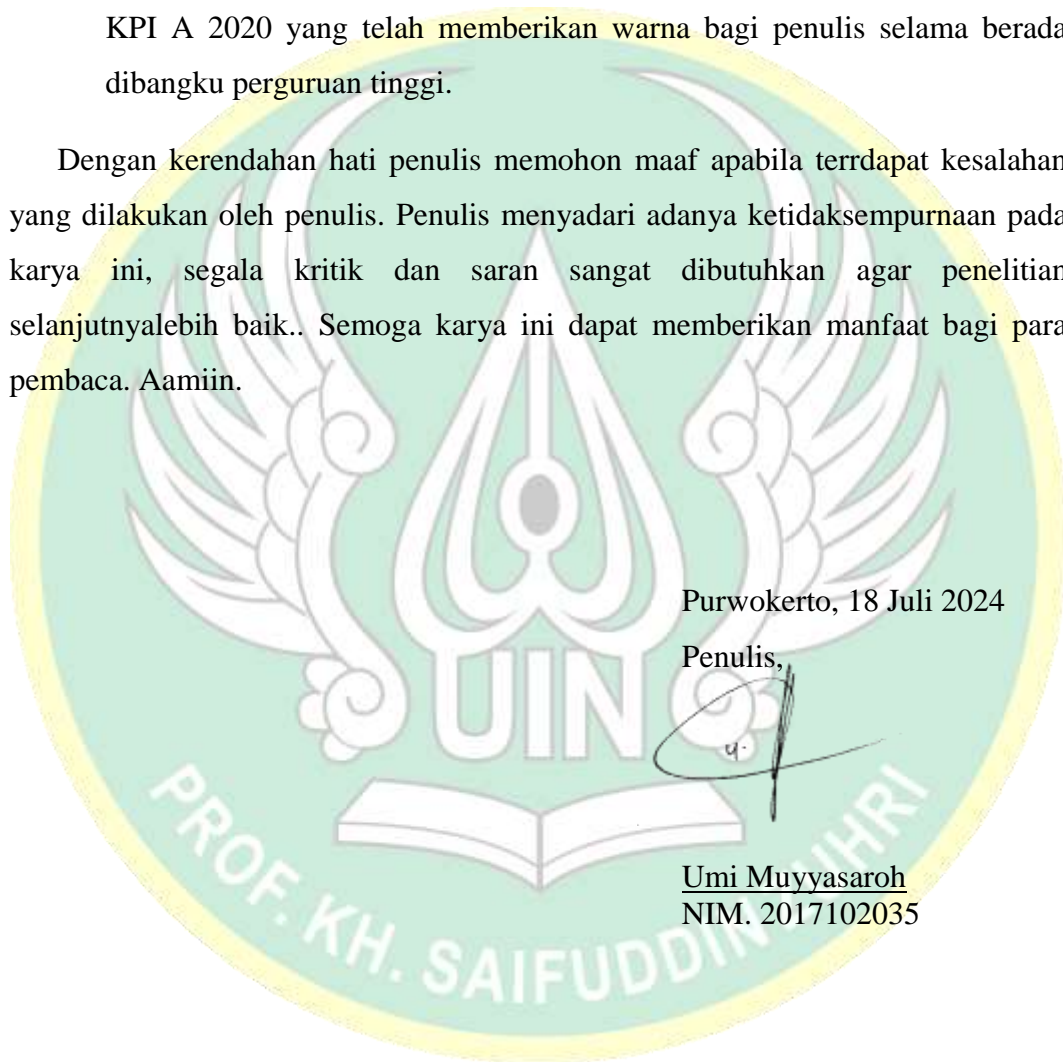 KPI A 2020 yang telah memberikan warna bagi penulis selama berada
dibangku perguruan tinggi.
Dengan kerendahan hati penulis memohon maaf apabila terrdapat kesalahan
yang dilakukan oleh penulis. Penulis menyadari adanya ketidaksempurnaan pada
karya ini, segala kritik dan saran sangat dibutuhkan agar penelitian
selanjutnyalebih baik.. Semoga karya ini dapat memberikan manfaat bagi para
pembaca. Aamiin.
Purwokerto, 18 Juli 2024
Penulis,
Umi Muyyasaroh
NIM. 2017102035
UIN
PROF. KH. SAIFUDDIN ZUHRI